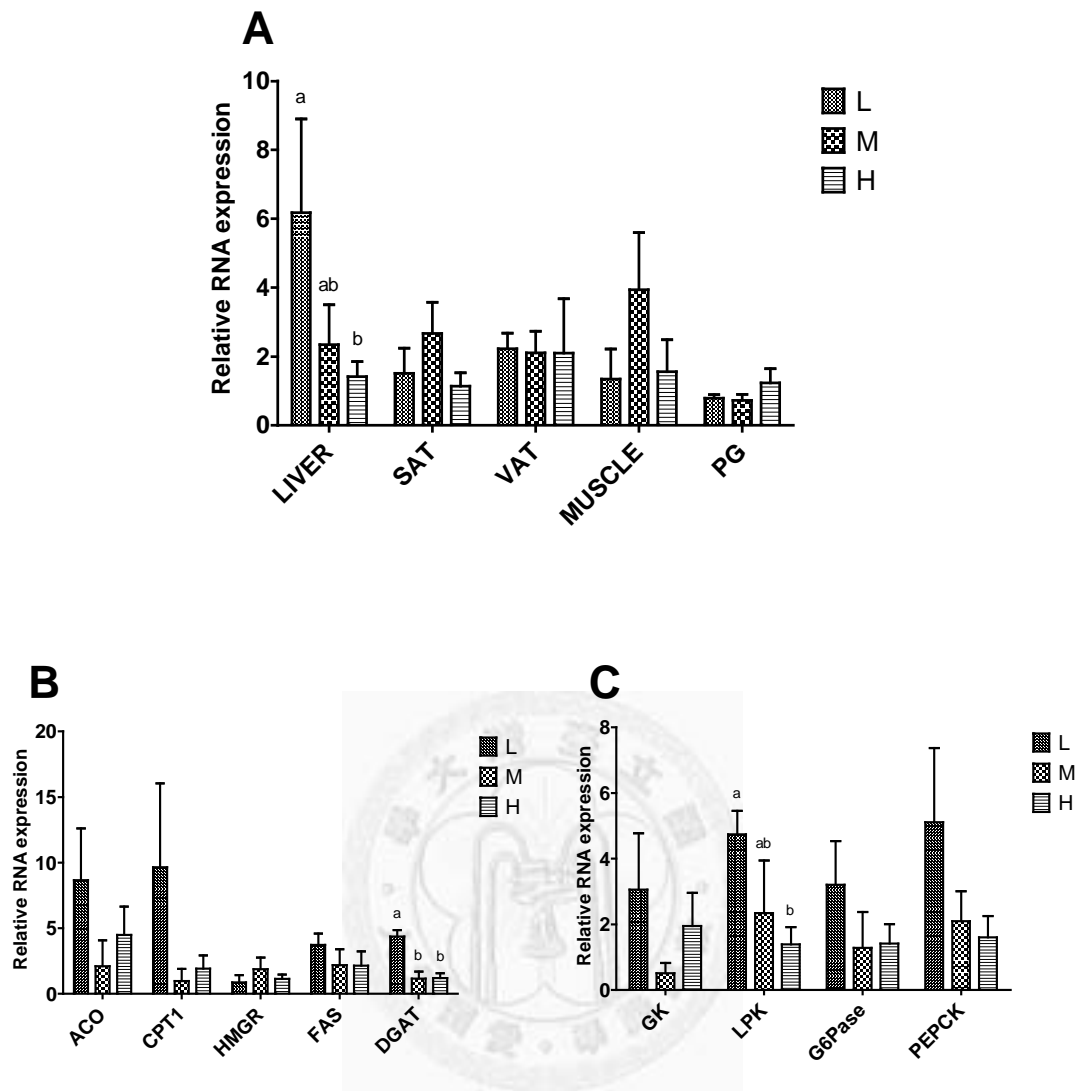 A
Relative RNA expression
10
8
6
4
2
0
a
ab
b
LIVER
SAT
VAT
MUSCLE
PG
L
M
H
B
Relative RNA expression
20
15
10
5
0
a
b
b
ACO
CPT1
HMGR
FAS
DGAT
L
M
H
C
Relative RNA expression
8
6
4
2
0
a
ab
b
GK
LPK
G6Pase
PEPCK
L
M
H